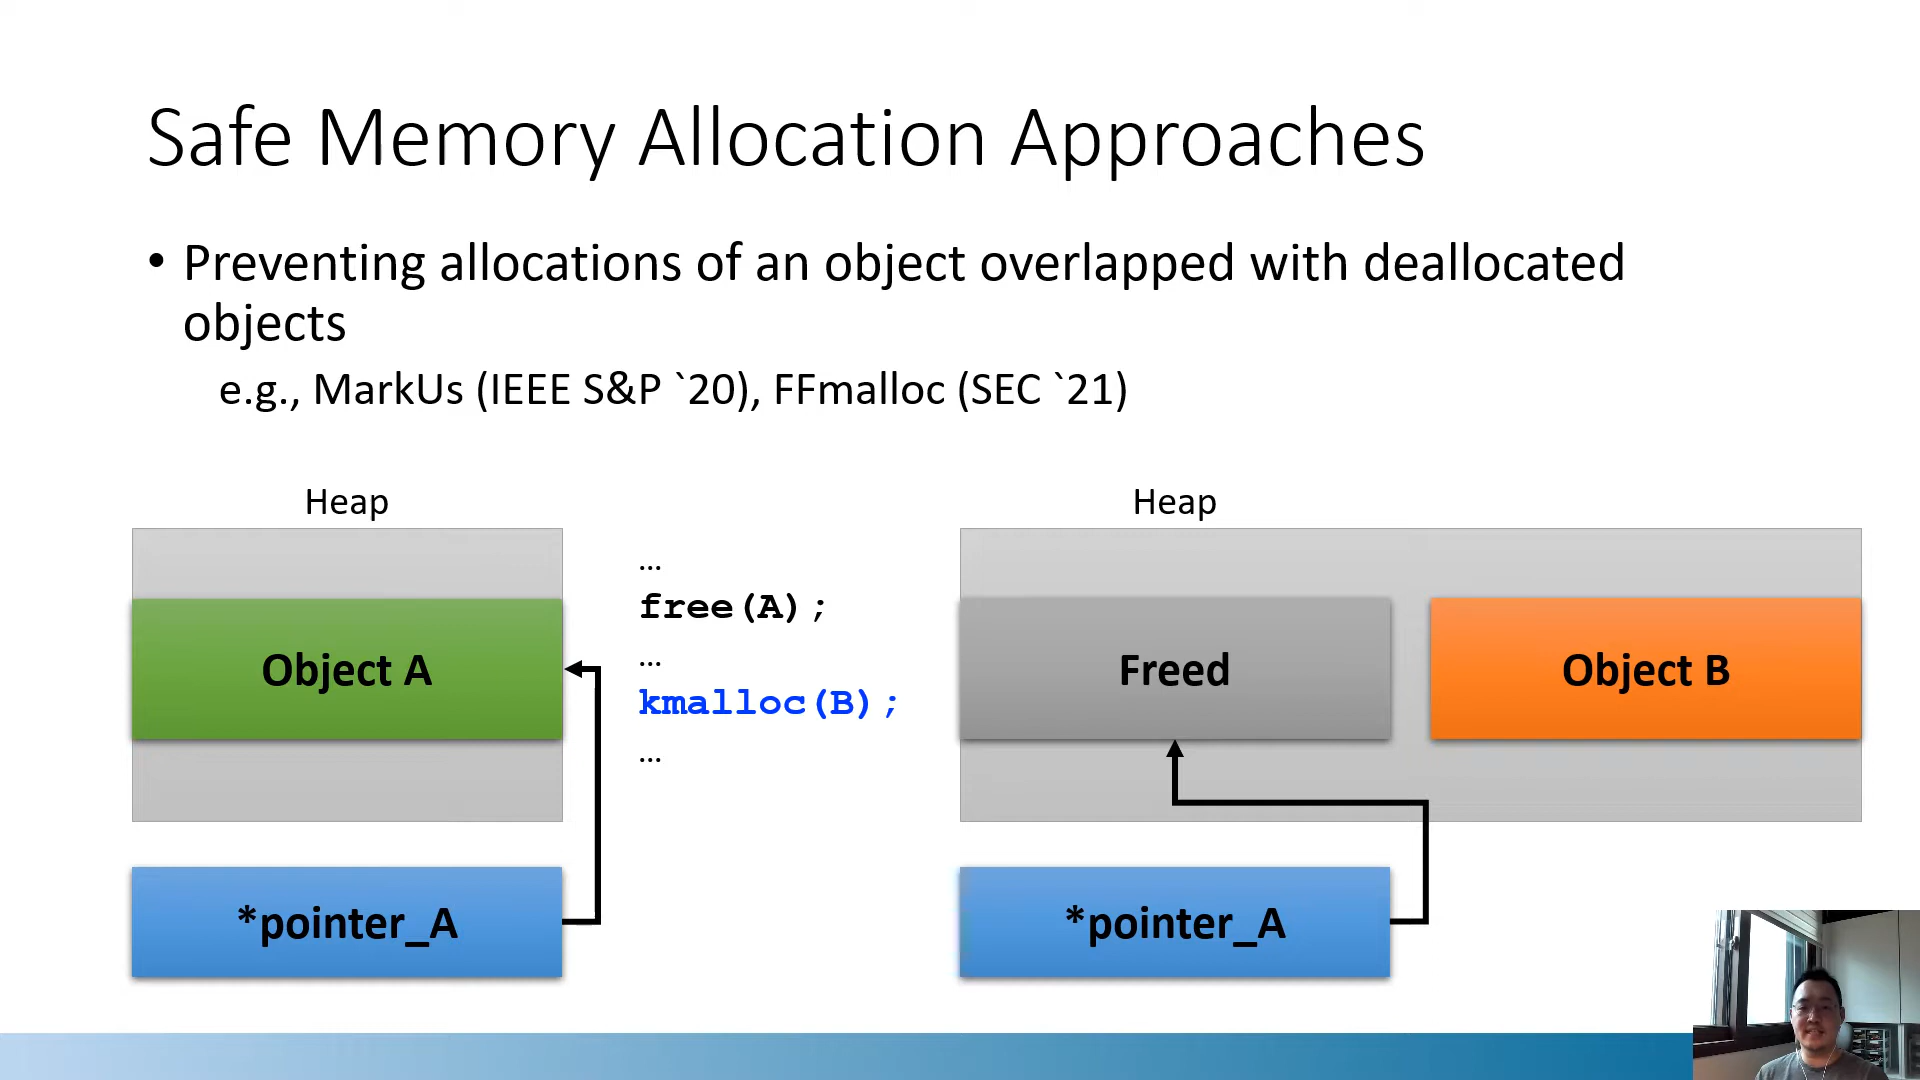 Safe Memory Allocation Approaches
• Preventing allocations of an object overlapped with deallocated
objects
e.g., MarkUs (IEEE S&P `20), FFmalloc (SEC `21)
Heap
Object A
*pointer_A
...
free(A);
...
kmalloc(B);
...
Heap
Freed
Object B
*pointer_A